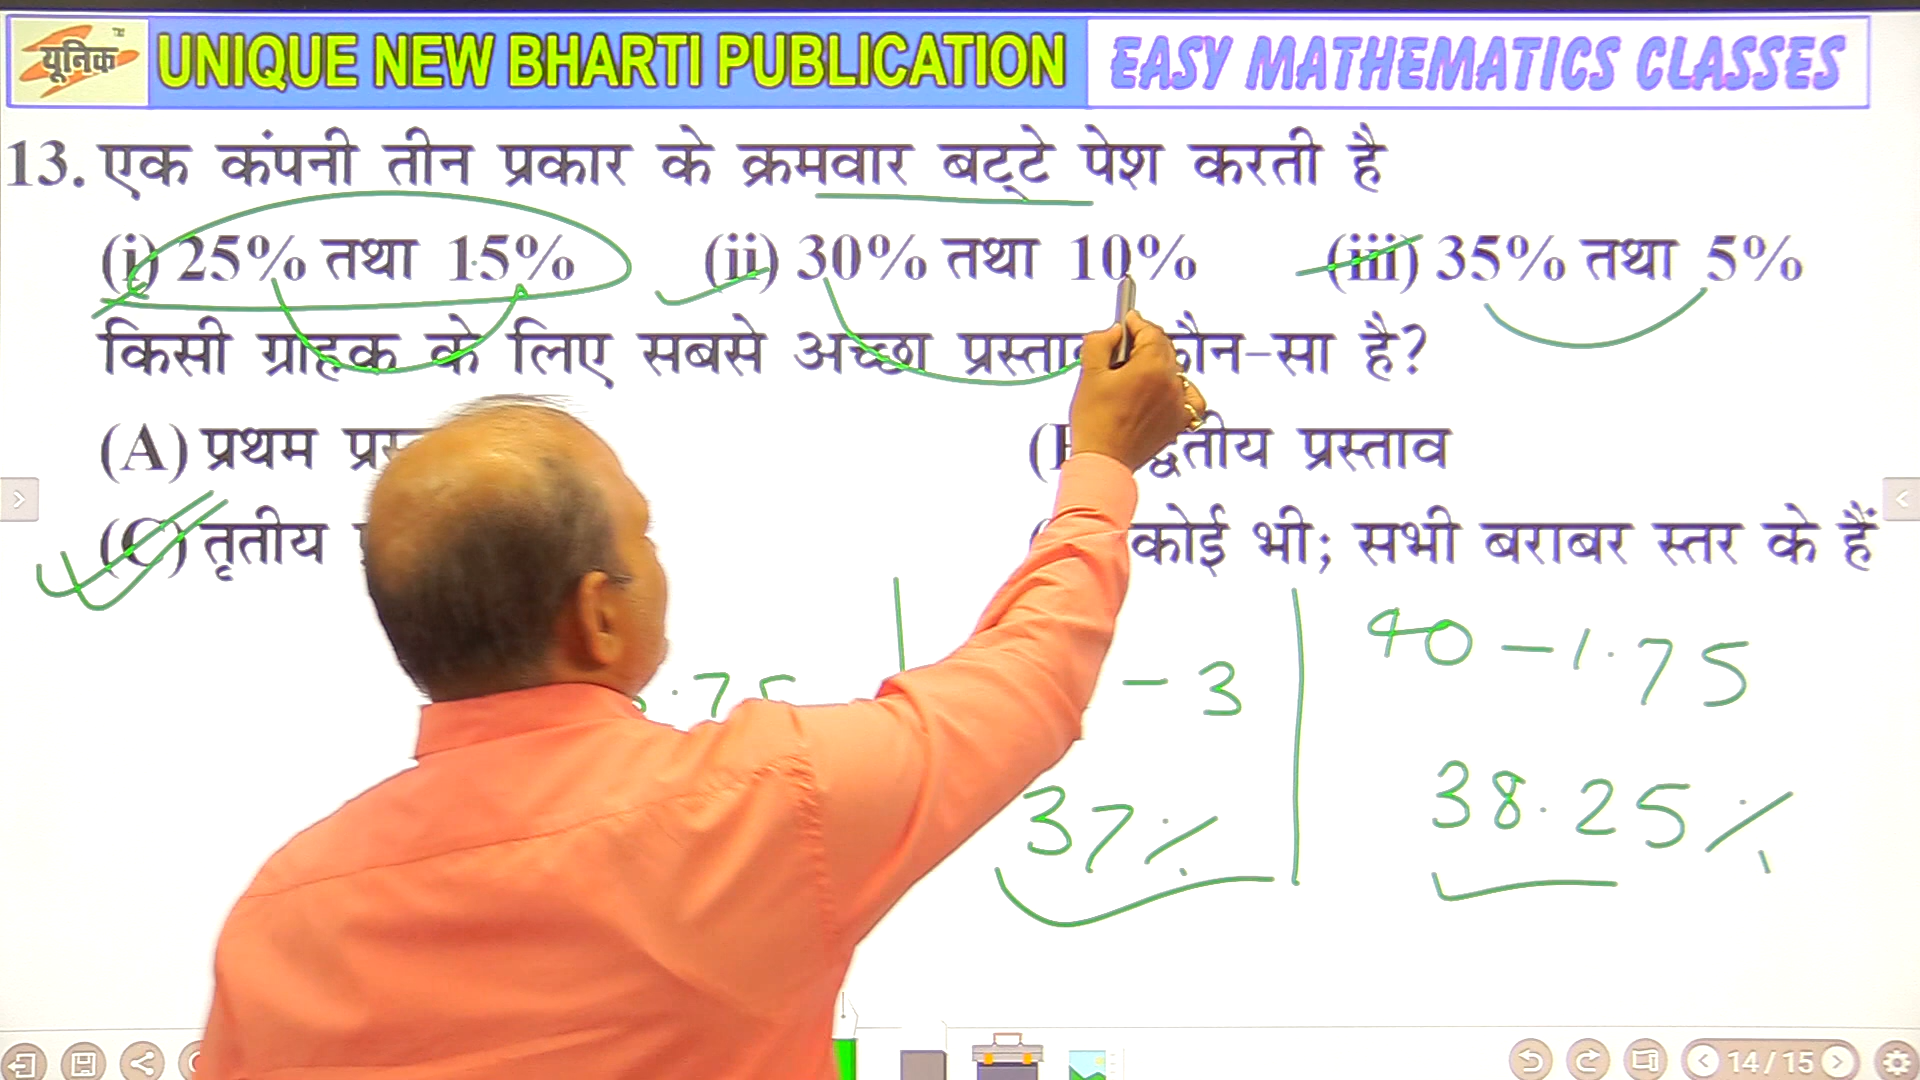 यूनिक TM UNIQUE NEW BHARTI PUBLICATION EASY MATHEMATICS CLASSES
13. एक कंपनी तीन प्रकार के क्रमवार बट्टे पेश करती है
(i) 25% तथा 15% (ii) 30% तथा 10% (iii) 35% तथा 5%
किसी ग्राहक के लिए सबसे अच्छा कौन-सा है?
(A) प्रथम
द्वितीय प्रस्ताव
(C) तृतीय
कोई भी; सभी बराबर स्तर के हैं
40 - 1.75
- 3
37%
38.25%
14/15